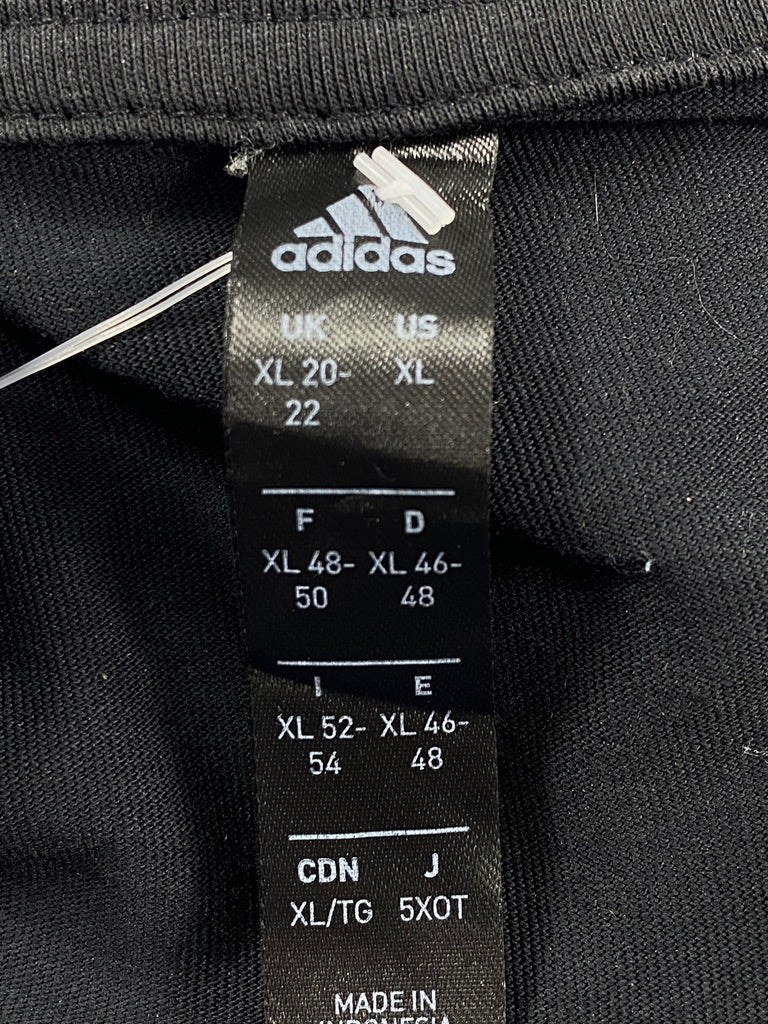 adidas
UK US
XL 20- XL
22
F D
XL 48- XL 46-
50 48
I E
XL 52- XL 46-
54 48
CDN J
XL/TG 5XOT
MADE IN
INDONESIA